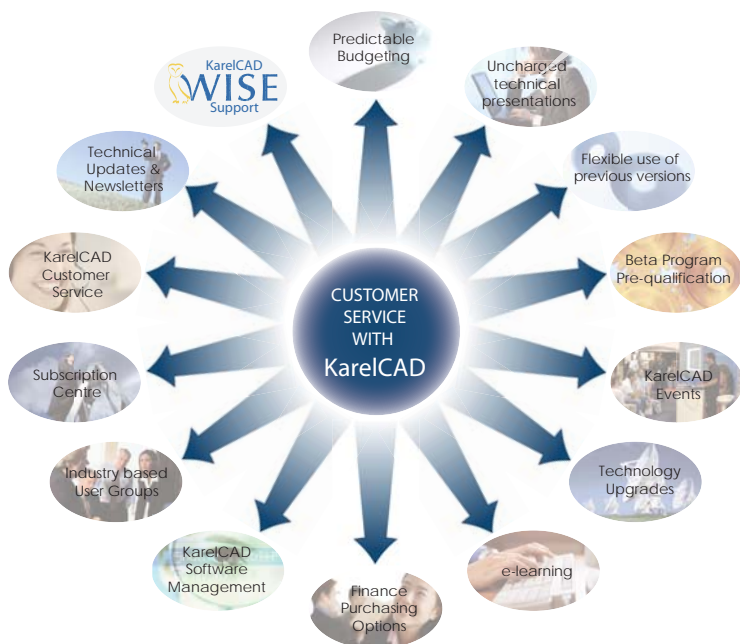 Predictable
Budgeting
Uncharged
technical
presentations
Flexible use of
previous versions
Beta Program
Pre-qualification
KarelCAD
Events
Technology
Upgrades
e-learning
Finance
Purchasing
Options
KarelCAD
Software
Management
Industry based
User Groups
Subscription
Centre
KarelCAD
Customer
Service
Technical
Updates &
Newsletters
KarelCAD
WISE
Support
CUSTOMER
SERVICE
WITH
KarelCAD